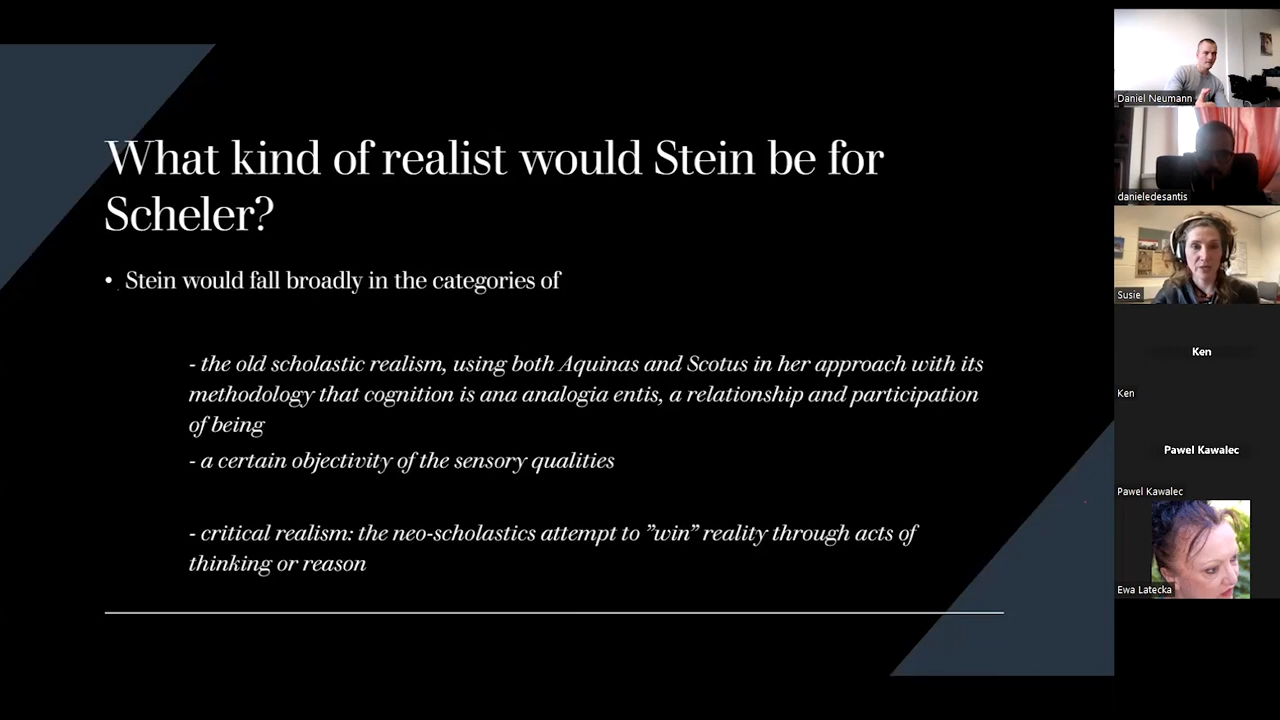 What kind of realist would Stein be for
Scheler?
• Stein would fall broadly in the categories of
- the old scholastic realism, using both Aquinas and Scotus in her approach with its
methodology that cognition is ana analogia entis, a relationship and participation
of being
- a certain objectivity of the sensory qualities
- critical realism: the neo-scholastics attempt to ”win” reality through acts of
thinking or reason
Daniel Neumann
danieledesantis
Susie
Ken
Ken
Pawel Kawalec
Pawel Kawalec
Ewa Latecka